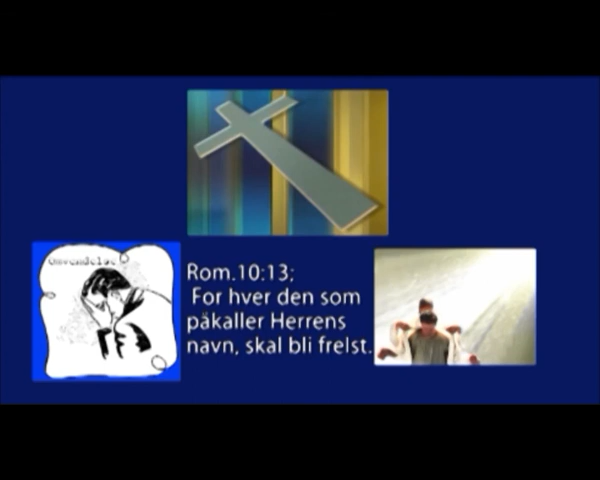 Omvendelse
Rom.10:13;
For hver den som
påkaller Herrens
navn, skal bli frelst.